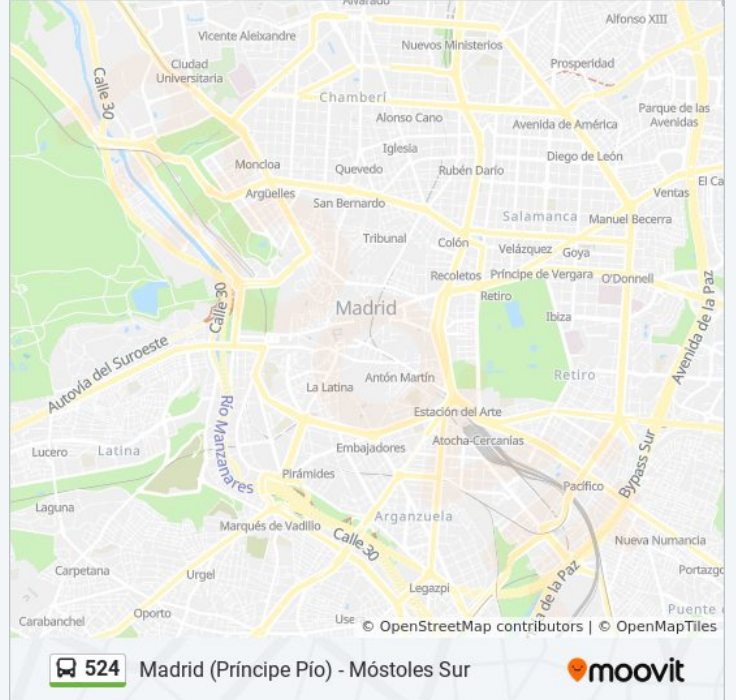 Alvarado
Alfonso XIII
Vicente Aleixandre
Nuevos Ministerios
Ciudad
Universitaria
Prosperidad
Calle 30
Chamberí
Parque de las
Avenidas
Alonso Cano
Avenida de América
Iglesia
Diego de León
Moncloa
Quevedo
Rubén Darío
El Ca
Argüelles
Ventas
San Bernardo
Salamanca
Manuel Becerra
Tribunal
Colón
Velázquez
Goya
Recoletos
Príncipe de Vergara
O'Donnell
Retiro
Calle 30
Madrid
Ibiza
Avenida de la Paz
Autovía del Suroeste
La Latina
Antón Martín
Retiro
Estación del Arte
Río Manzanares
Atocha-Cercanías
Embajadores
Lucero
Latina
Bypass Sur
Pirámides
Pacífico
Laguna
Arganzuela
Marqués de Vadillo
Calle 30
Nueva Numancia
Carpetana
Urgel
Portazgo
Legazpi
a de la Paz
Oporto
Puente
Carabanchel
Use
© OpenStreetMap contributors | © OpenMapTiles
524 Madrid (Príncipe Pío) - Móstoles Sur
moovit